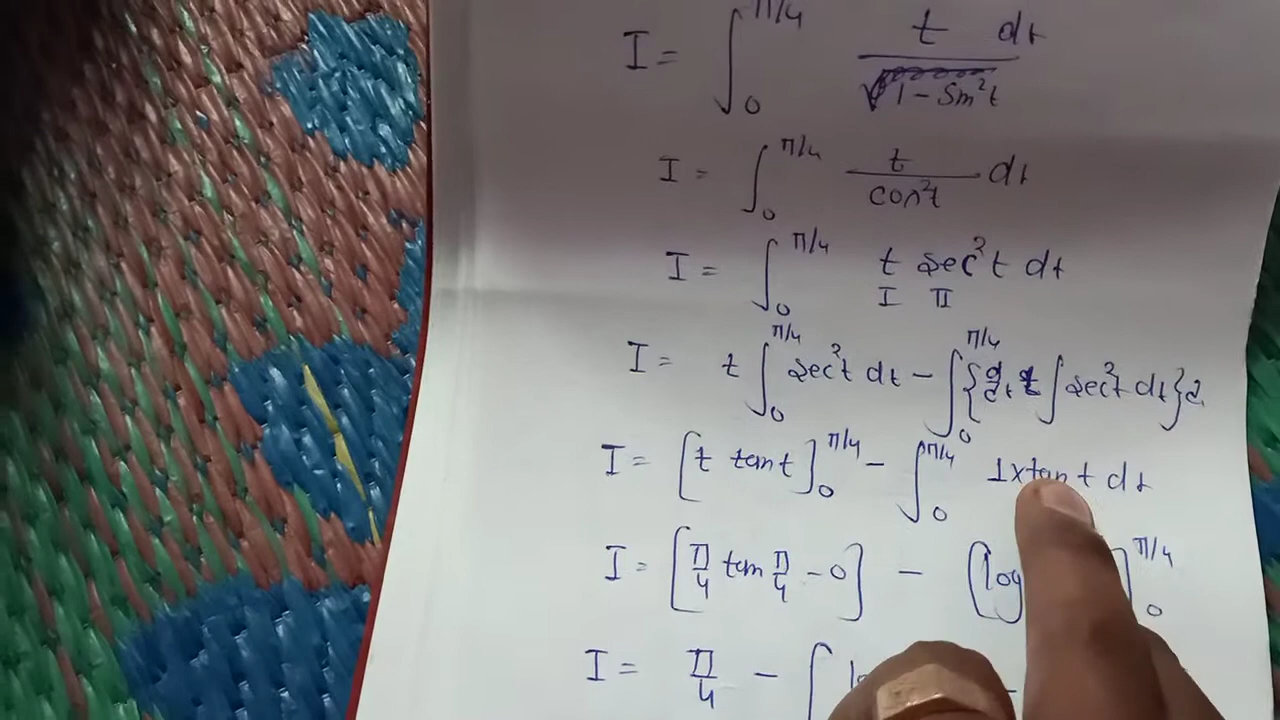 I = ∫₀^π/4 t dt / √1 - Sin²t
I = ∫₀^π/4 t / cos²t dt
I = ∫₀^π/4 t sec²t dt
I II
I = t ∫₀^π/4 sec²t dt - ∫₀^π/4 {d/dt t ∫ sec²t dt} d
I = [t tan t]₀^π/4 - ∫₀^π/4 1x tan t dt
I = [π/4 tan π/4 - 0] - [log ]₀^π/4
I = π/4 - [